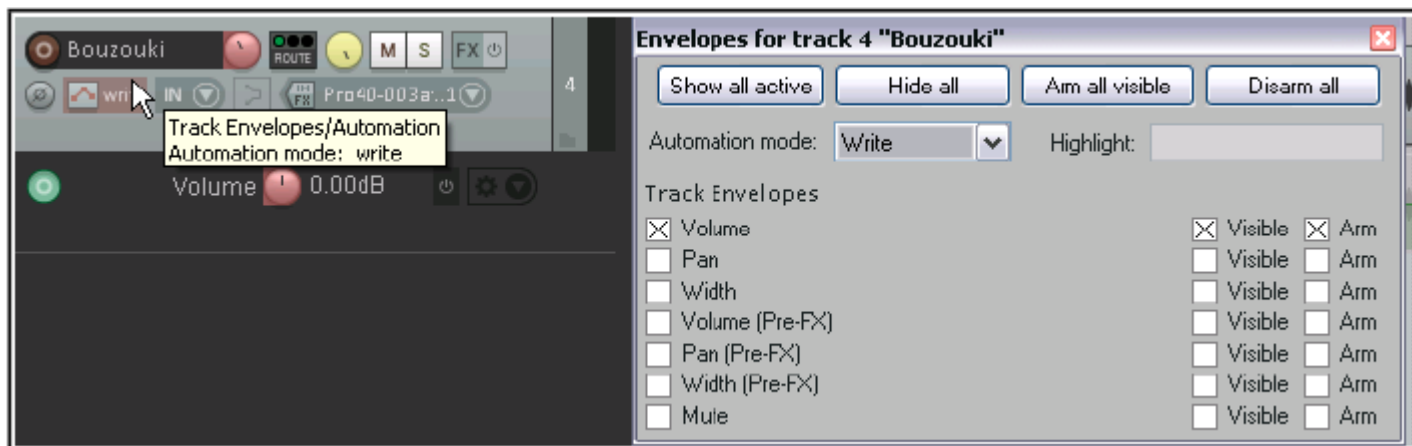 Bouzouki ROUTE M S FX
IN IN FX Pro40-003a..1 4
Track Envelopes/Automation
Automation mode: write
Volume 0.00dB
Envelopes for track 4 "Bouzouki"
Show all active Hide all Arm all visible Disarm all
Automation mode: Write Highlight:
Track Envelopes
Volume Visible Arm
Pan Visible Arm
Width Visible Arm
Volume (Pre-FX) Visible Arm
Pan (Pre-FX) Visible Arm
Width (Pre-FX) Visible Arm
Mute Visible Arm